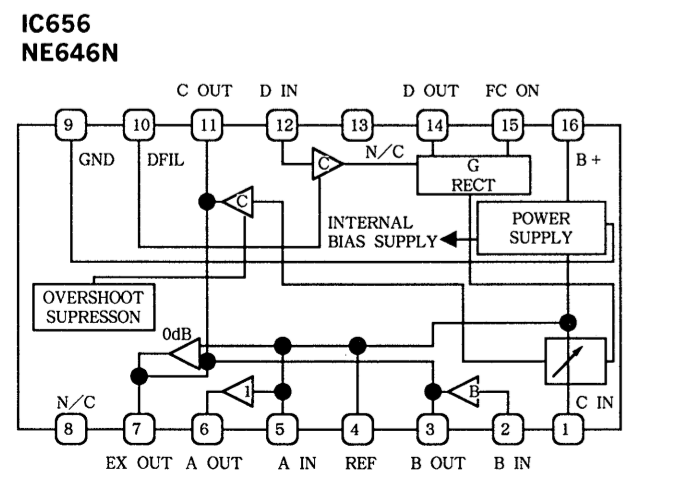 IC656
NE646N
C OUT D IN D OUT FC ON
9 10 11 12 13 14 15 16
GND DFIL N/C B+
C G
RECT
C
INTERNAL
BIAS SUPPLY
POWER
SUPPLY
OVERSHOOT
SUPRESSON
0dB
1 B
N/C C IN
8 7 6 5 4 3 2 1
EX OUT A OUT A IN REF B OUT B IN